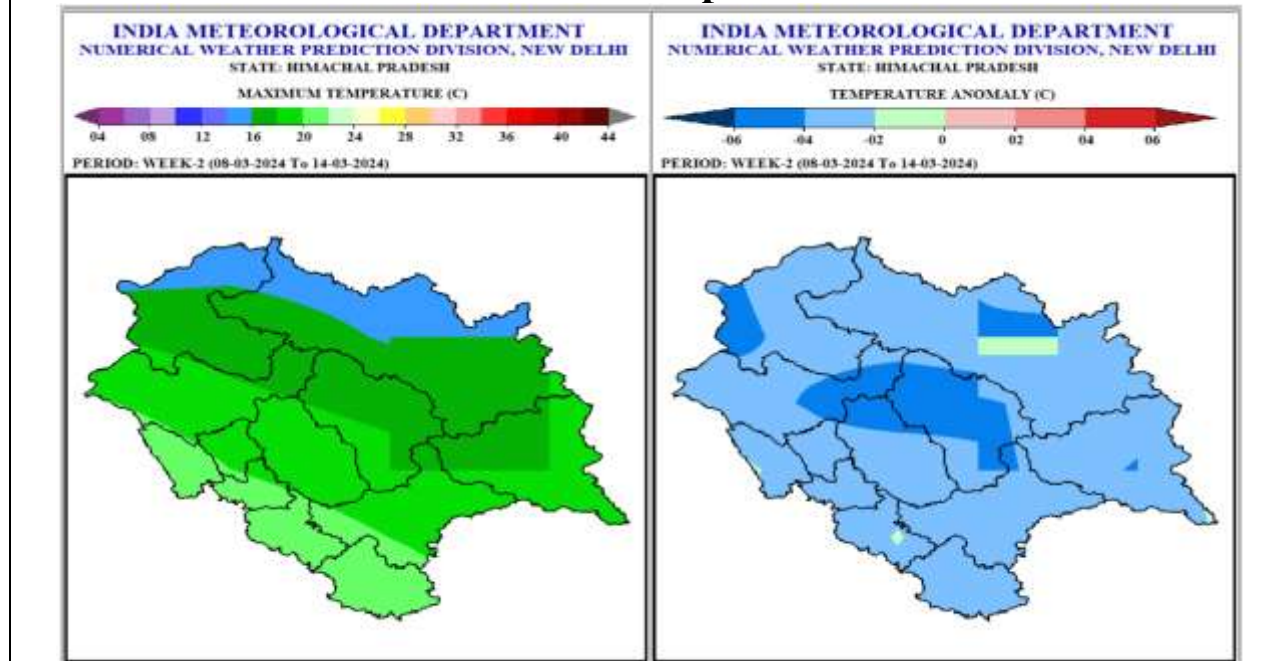 INDIA METEOROLOGICAL DEPARTMENT
NUMERICAL WEATHER PREDICTION DIVISION, NEW DELHI
STATE: HIMACHAL PRADESH
MAXIMUM TEMPERATURE (C)
04 08 12 16 20 24 28 32 36 40 44
PERIOD: WEEK-2 (08-03-2024 To 14-03-2024)
INDIA METEOROLOGICAL DEPARTMENT
NUMERICAL WEATHER PREDICTION DIVISION, NEW DELHI
STATE: HIMACHAL PRADESH
TEMPERATURE ANOMALY (C)
-06 -04 -02 0 02 04 06
PERIOD: WEEK-2 (08-03-2024 To 14-03-2024)